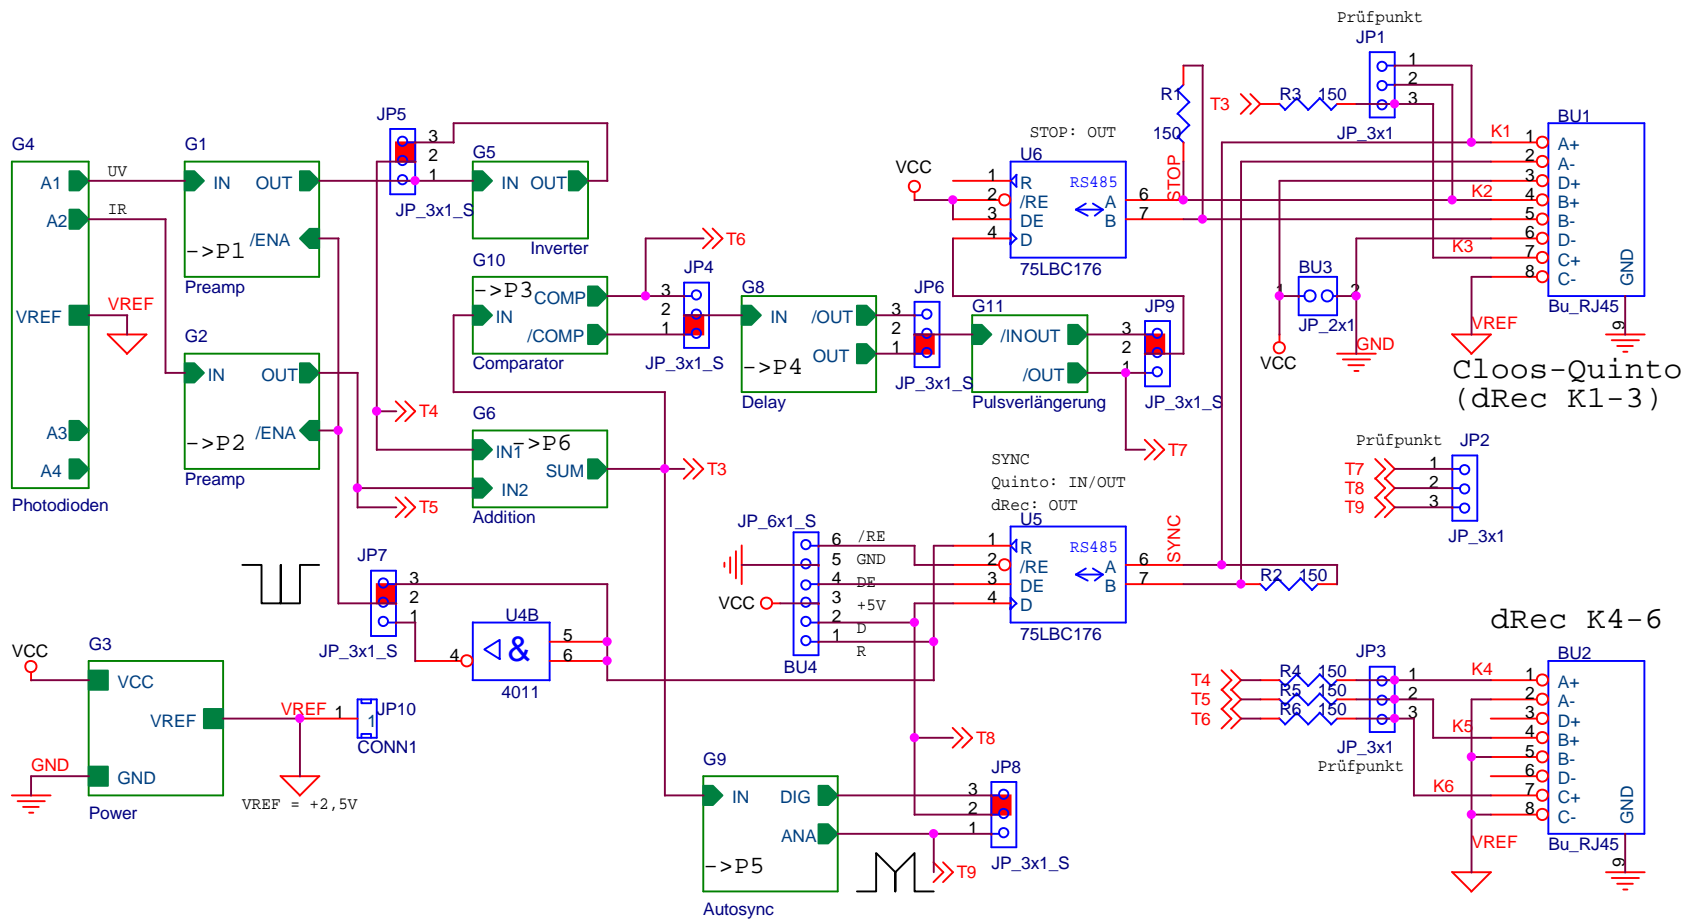 G4
A1
A2
VREF
A3
A4
Photodioden
UV
IR
VREF
G1
IN OUT
/ENA
->P1
Preamp
G2
IN OUT
/ENA
->P2
Preamp
JP5
3
2
1
JP_3x1_S
G5
IN OUT
Inverter
G10
->P3
COMP
IN
/COMP
Comparator
T6
JP4
3
2
1
JP_3x1_S
G8
IN /OUT
OUT
->P4
Delay
JP6
3
2
1
JP_3x1_S
G11
/INOUT
/OUT
Pulsverlängerung
JP9
3
2
1
JP_3x1_S
T7
T4
T5
G6
IN1 ->P6
SUM
IN2
Addition
T3
STOP: OUT
U6
VCC
1 R RS485
2 /RE A 6
3 DE B 7
4 D
75LBC176
STOP
R1
150
T3
R3 150
Prüfpunkt
JP1
1
2
3
JP_3x1
K1
K2
K3
BU1
1 A+
2 A-
3 D+
4 B+
5 B-
6 D-
7 C+
8 C-
GND
9
Bu_RJ45
BU3
1 2
JP_2x1
VCC
GND
VREF
Cloos-Quinto
(dRec K1-3)
Prüfpunkt
JP2
T7 1
T8 2
T9 3
JP_3x1
SYNC
Quinto: IN/OUT
dRec: OUT
U5
1 R RS485
2 /RE A 6
3 DE B 7
4 D
75LBC176
SYNC
R2 150
JP_6x1_S
6 /RE
5 GND
4 DE
3 +5V
2 D
1 R
BU4
VCC
JP7
3
2
1
JP_3x1_S
U4B
4 & 5
6
4011
VCC
G3
VCC
VREF
GND
Power
GND
VREF 1
1
JP10
CONN1
VREF = +2,5V
G9
IN DIG
ANA
->P5
Autosync
T8
T9
JP8
3
2
1
JP_3x1_S
dRec K4-6
T4 R4 150
T5 R5 150
T6 R6 150
JP3
1
2
3
JP_3x1
Prüfpunkt
K4
K5
K6
BU2
1 A+
2 A-
3 D+
4 B+
5 B-
6 D-
7 C+
8 C-
GND
9
Bu_RJ45
VREF